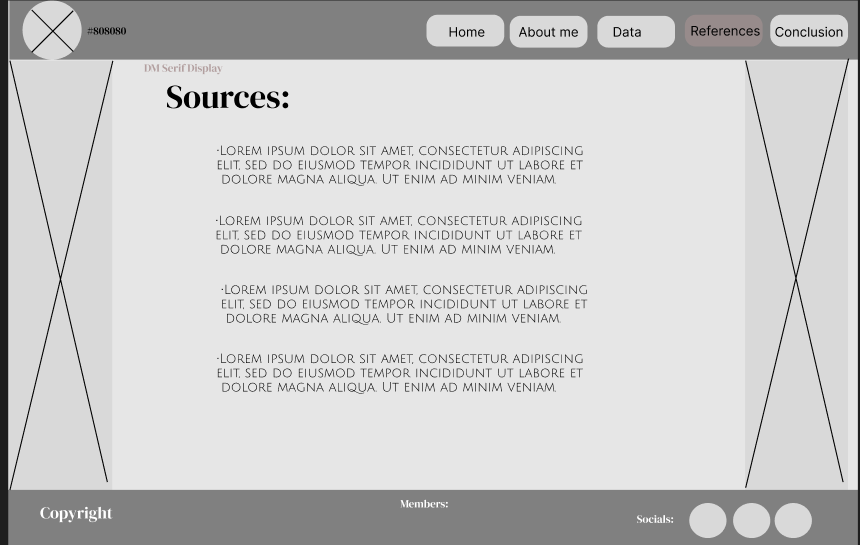 #808080
Home
About me
Data
References
Conclusion
DM Serif Display
Sources:
·Lorem ipsum dolor sit amet, consectetur adipiscing
elit, sed do eiusmod tempor incididunt ut labore et
dolore magna aliqua. Ut enim ad minim veniam.
·Lorem ipsum dolor sit amet, consectetur adipiscing
elit, sed do eiusmod tempor incididunt ut labore et
dolore magna aliqua. Ut enim ad minim veniam.
·Lorem ipsum dolor sit amet, consectetur adipiscing
elit, sed do eiusmod tempor incididunt ut labore et
dolore magna aliqua. Ut enim ad minim veniam.
·Lorem ipsum dolor sit amet, consectetur adipiscing
elit, sed do eiusmod tempor incididunt ut labore et
dolore magna aliqua. Ut enim ad minim veniam.
Copyright
Members:
Socials: